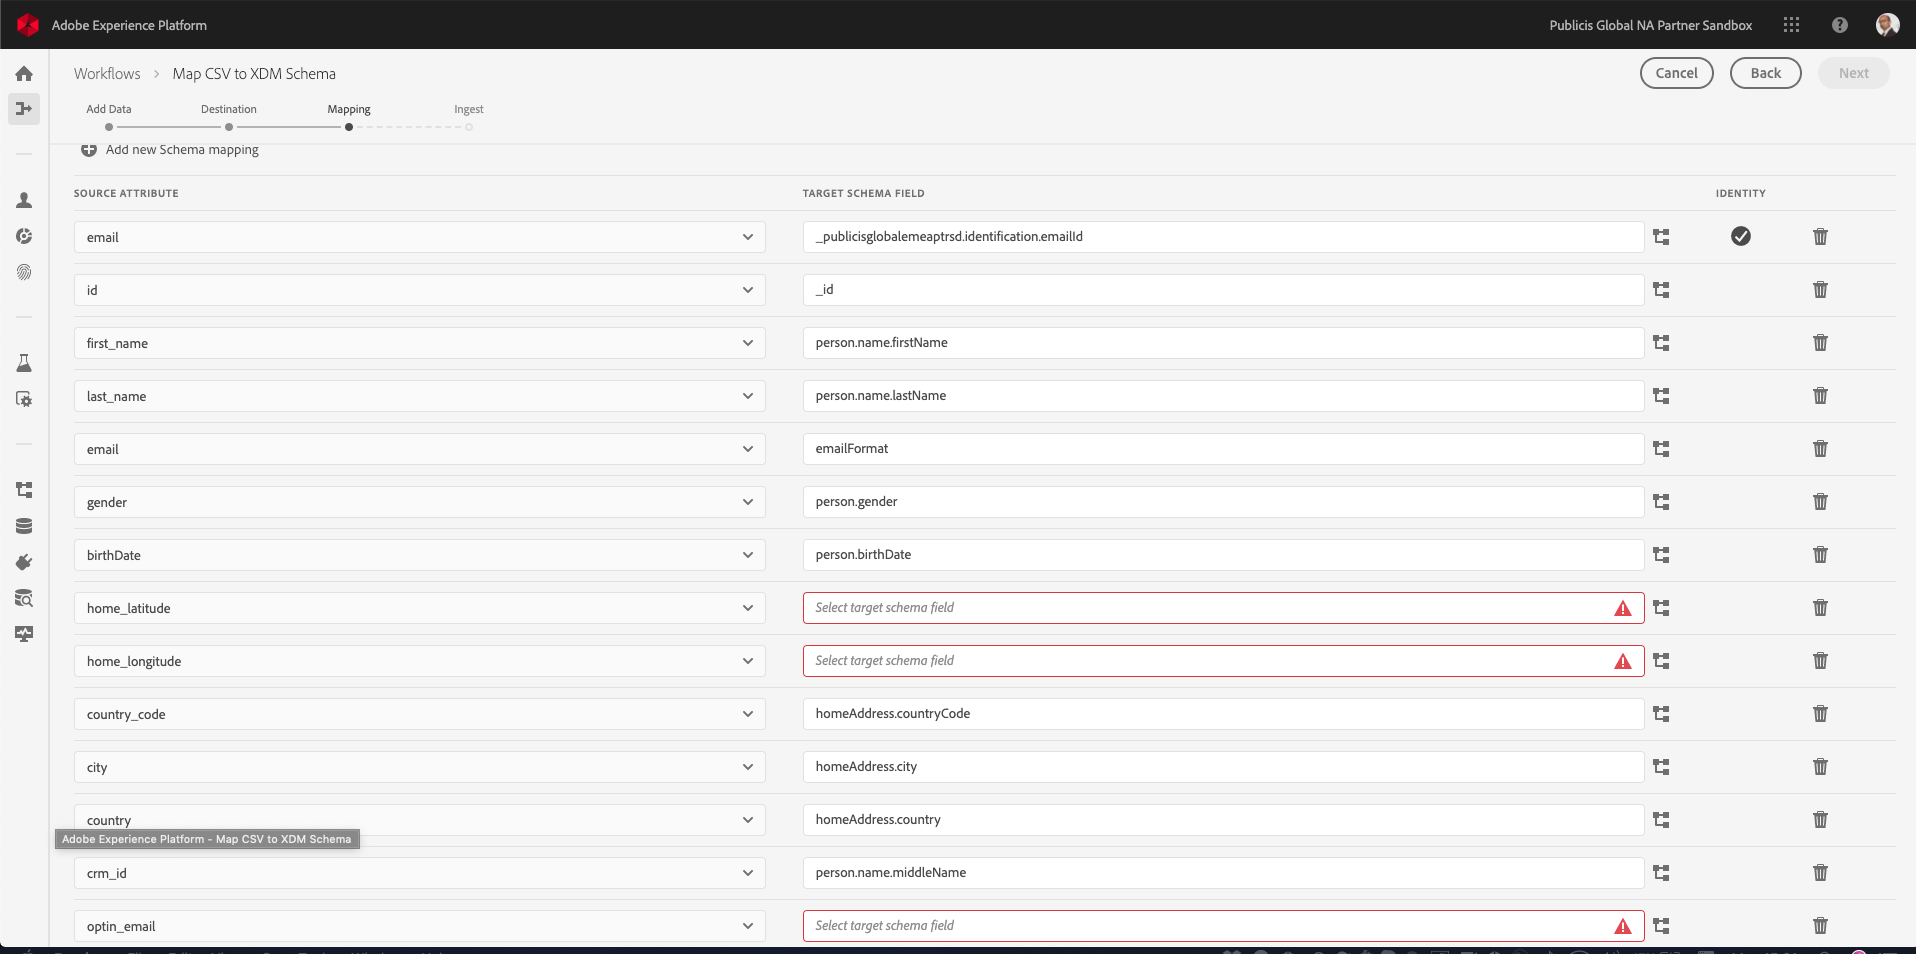 Adobe Experience Platform
Publicis Global NA Partner Sandbox
Workflows > Map CSV to XDM Schema
Cancel
Back
Next
Add Data
Destination
Mapping
Ingest
Add new Schema mapping
SOURCE ATTRIBUTE
TARGET SCHEMA FIELD
IDENTITY
email
_publicisglobalemeaptrsd.identification.emailId
id
_id
first_name
person.name.firstName
last_name
person.name.lastName
email
emailFormat
gender
person.gender
birthDate
person.birthDate
home_latitude
Select target schema field
home_longitude
Select target schema field
country_code
homeAddress.countryCode
city
homeAddress.city
country
homeAddress.country
Adobe Experience Platform - Map CSV to XDM Schema
crm_id
person.name.middleName
optin_email
Select target schema field